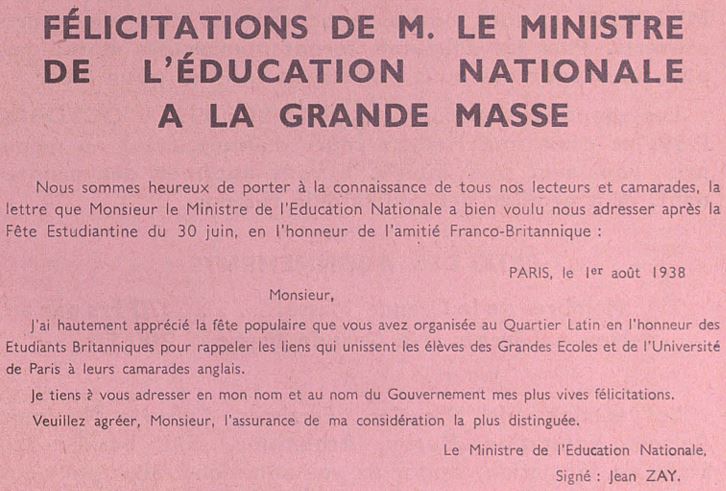 FÉLICITATIONS DE M. LE MINISTRE
DE L'ÉDUCATION NATIONALE
A LA GRANDE MASSE
Nous sommes heureux de porter à la connaissance de tous nos lecteurs et camarades, la
lettre que Monsieur le Ministre de l'Education Nationale a bien voulu nous adresser après la
Fête Estudiantine du 30 juin, en l'honneur de l'amitié Franco-Britannique :
PARIS, le 1er août 1938
Monsieur,
J'ai hautement apprécié la fête populaire que vous avez organisée au Quartier Latin en l'honneur des
Etudiants Britanniques pour rappeler les liens qui unissent les élèves des Grandes Ecoles et de l'Université
de Paris à leurs camarades anglais.
Je tiens à vous adresser en mon nom et au nom du Gouvernement mes plus vives félicitations.
Veuillez agréer, Monsieur, l'assurance de ma considération la plus distinguée.
Le Ministre de l'Education Nationale,
Signé : Jean ZAY.